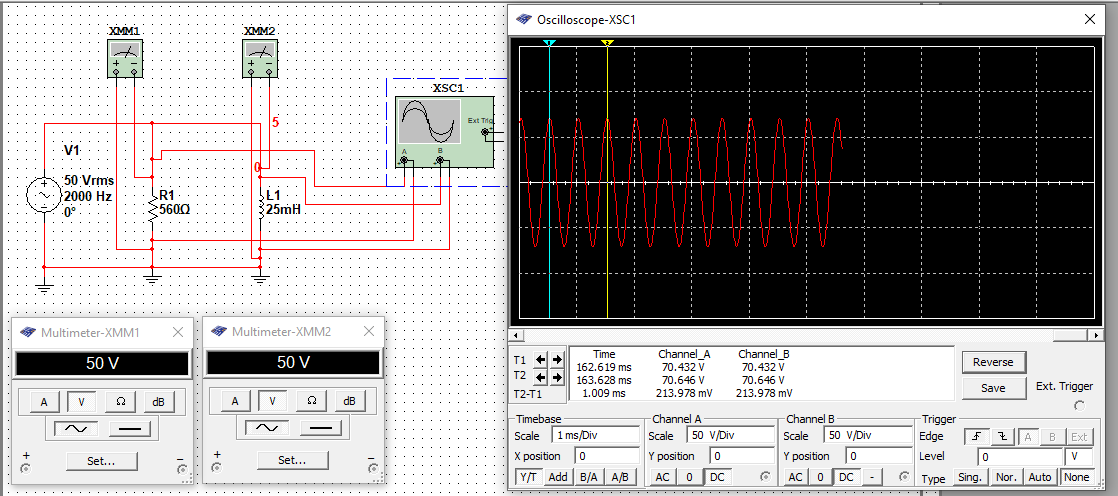 Oscilloscope-XSC1
XMM1
XMM2
XSC1
Ext Trig
A
B
5
0
V1
50 Vrms
2000 Hz
0°
R1
560Ω
L1
25mH
Multimeter-XMM1
50 V
A V Ω dB
Set...
Multimeter-XMM2
50 V
A V Ω dB
Set...
1
2
Time Channel_A Channel_B
T1 162.619 ms 70.432 V 70.432 V
T2 163.628 ms 70.646 V 70.646 V
T2-T1 1.009 ms 213.978 mV 213.978 mV
Reverse
Save
Ext. Trigger
Timebase
Scale 1 ms/Div
X position 0
Y/T Add B/A A/B
Channel A
Scale 50 V/Div
Y position 0
AC 0 DC
Channel B
Scale 50 V/Div
Y position 0
AC 0 DC -
Trigger
Edge A B Ext
Level 0 V
Type Sing. Nor. Auto None